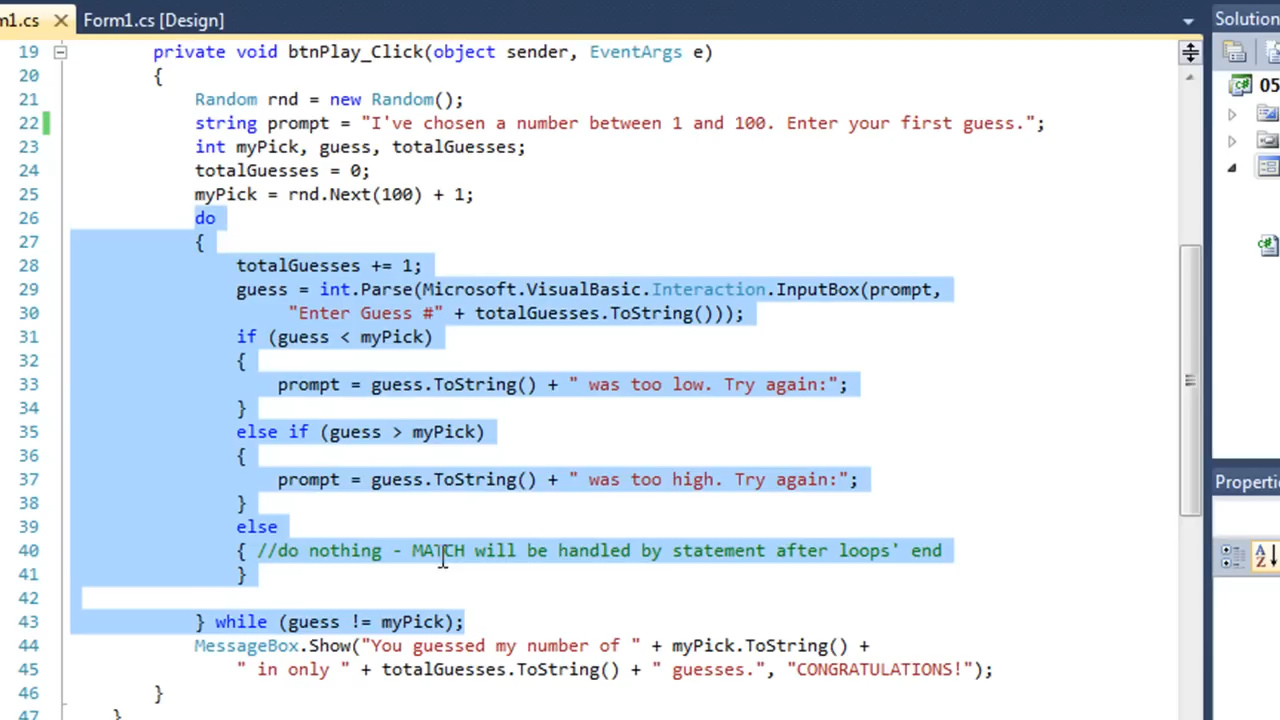 m1.cs Form1.cs [Design] Solution
19 private void btnPlay_Click(object sender, EventArgs e)
20 {
21 Random rnd = new Random();
22 string prompt = "I've chosen a number between 1 and 100. Enter your first guess.";
23 int myPick, guess, totalGuesses;
24 totalGuesses = 0;
25 myPick = rnd.Next(100) + 1;
26 do
27 {
28 totalGuesses += 1;
29 guess = int.Parse(Microsoft.VisualBasic.Interaction.InputBox(prompt,
30 "Enter Guess #" + totalGuesses.ToString()));
31 if (guess < myPick)
32 {
33 prompt = guess.ToString() + " was too low. Try again:";
34 }
35 else if (guess > myPick)
36 {
37 prompt = guess.ToString() + " was too high. Try again:";
38 }
39 else
40 { //do nothing - MATCH will be handled by statement after loops' end
41 }
42
43 } while (guess != myPick);
44 MessageBox.Show("You guessed my number of " + myPick.ToString() +
45 " in only " + totalGuesses.ToString() + " guesses.", "CONGRATULATIONS!");
46 }
47 }
05
Properti